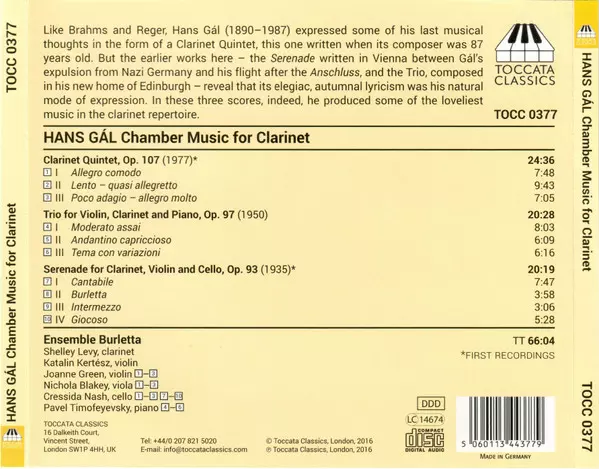 TOCC 0377
HANS GÁL Chamber Music for Clarinet
Like Brahms and Reger, Hans Gál (1890–1987) expressed some of his last musical
thoughts in the form of a Clarinet Quintet, this one written when its composer was 87
years old. But the earlier works here – the Serenade written in Vienna between Gál's
expulsion from Nazi Germany and his flight after the Anschluss, and the Trio, composed
in his new home of Edinburgh – reveal that its elegiac, autumnal lyricism was his natural
mode of expression. In these three scores, indeed, he produced some of the loveliest
music in the clarinet repertoire.
TOCCATA
CLASSICS
TOCC 0377
HANS GÁL Chamber Music for Clarinet
Clarinet Quintet, Op. 107 (1977)* 24:36
1 I Allegro comodo 7:48
2 II Lento – quasi allegretto 9:43
3 III Poco adagio – allegro molto 7:05
Trio for Violin, Clarinet and Piano, Op. 97 (1950) 20:28
4 I Moderato assai 8:03
5 II Andantino capriccioso 6:09
6 III Tema con variazioni 6:16
Serenade for Clarinet, Violin and Cello, Op. 93 (1935)* 20:19
7 I Cantabile 7:47
8 II Burletta 3:58
9 III Intermezzo 3:06
10 IV Giocoso 5:28
Ensemble Burletta TT 66:04
Shelley Levy, clarinet *FIRST RECORDINGS
Katalin Kertész, violin
Joanne Green, violin 1–3
Nichola Blakey, viola 1–3
Cressida Nash, cello 1–3 7–10
Pavel Timofeyevsky, piano 4–6
TOCCATA CLASSICS
16 Dalkeith Court,
Vincent Street,
London SW1P 4HH, UK
Tel: +44/0 207 821 5020
E-mail: info@toccataclassics.com
© Toccata Classics, London, 2016
℗ Toccata Classics, London, 2016
DDD
LC 14674
COMPACT
disc
DIGITAL AUDIO
5 060113 443779
MADE IN GERMANY
HANS GÁL Chamber Music for Clarinet
TOCC 0377